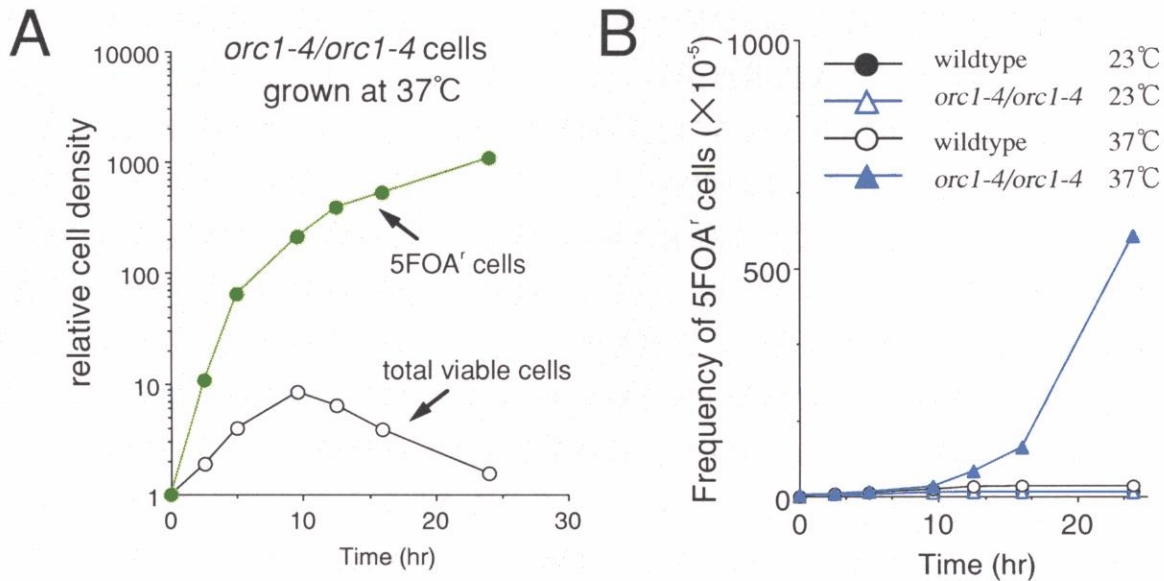 A
orc1-4/orc1-4 cells
grown at 37℃
relative cell density
10000
1000
100
10
1
5FOAʳ cells
total viable cells
0
10
20
30
Time (hr)
B
Frequency of 5FOAʳ cells (×10⁻⁵)
1000
500
0
wildtype 23℃
orc1-4/orc1-4 23℃
wildtype 37℃
orc1-4/orc1-4 37℃
0
10
20
Time (hr)